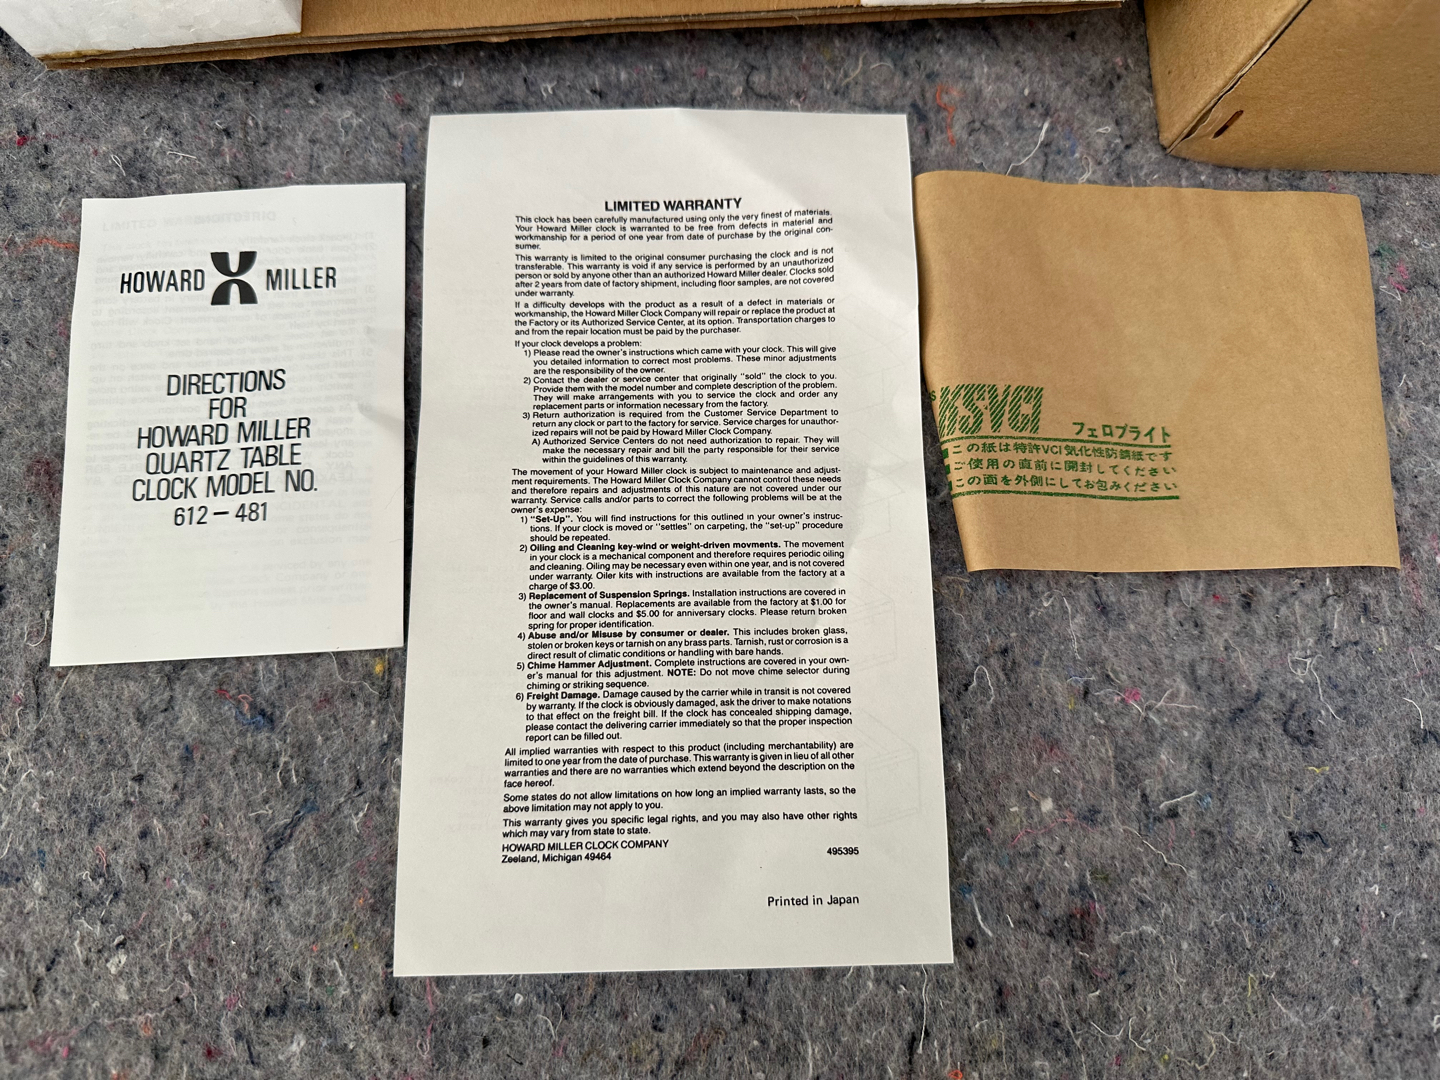 HOWARD MILLER
DIRECTIONS
FOR
HOWARD MILLER
QUARTZ TABLE
CLOCK MODEL NO.
612-481
LIMITED WARRANTY
This clock has been carefully manufactured using only the very finest of materials.
Your Howard Miller clock is warranted to be free from defects in material and
workmanship for a period of one year from date of purchase by the original con-
sumer.
This warranty is limited to the original consumer purchasing the clock and is not
transferable. This warranty is void if any service is performed by an unauthorized
person or sold by anyone other than an authorized Howard Miller dealer. Clocks sold
after 2 years from date of factory shipment, including floor samples, are not covered
under warranty.
If a difficulty develops with the product as a result of a defect in materials or
workmanship, the Howard Miller Clock Company will repair or replace the product at
the Factory or its Authorized Service Center, at its option. Transportation charges to
and from the repair location must be paid by the purchaser.
If your clock develops a problem:
1) Please read the owner's instructions which came with your clock. This will give
you detailed information to correct most problems. These minor adjustments
are the responsibility of the owner.
2) Contact the dealer or service center that originally "sold" the clock to you.
Provide them with the model number and complete description of the problem.
They will make arrangements with you to service the clock and order any
replacement parts or information necessary from the factory.
3) Return authorization is required from the Customer Service Department to
return any clock or part to the factory for service. Service charges for unauthor-
ized repairs will not be paid by Howard Miller Clock Company.
A) Authorized Service Centers do not need authorization to repair. They will
make the necessary repair and bill the party responsible for their service
within the guidelines of this warranty.
The movement of your Howard Miller clock is subject to maintenance and adjust-
ment requirements. The Howard Miller Clock Company cannot control these needs
and therefore repairs and adjustments of this nature are not covered under our
warranty. Service calls and/or parts to correct the following problems will be at the
owner's expense:
1) "Set-Up". You will find instructions for this outlined in your owner's instruc-
tions. If your clock is moved or "settles" on carpeting, the "set-up" procedure
should be repeated.
2) Oiling and Cleaning key-wind or weight-driven movments. The movement
in your clock is a mechanical component and therefore requires periodic oiling
and cleaning. Oiling may be necessary even within one year, and is not covered
under warranty. Oiler kits with instructions are available from the factory at a
charge of $3.00.
3) Replacement of Suspension Springs. Installation instructions are covered in
the owner's manual. Replacements are available from the factory at $1.00 for
floor and wall clocks and $5.00 for anniversary clocks. Please return broken
spring for proper identification.
4) Abuse and/or Misuse by consumer or dealer. This includes broken glass,
stolen or broken keys or tarnish on any brass parts. Tarnish, rust or corrosion is a
direct result of climatic conditions or handling with bare hands.
5) Chime Hammer Adjustment. Complete instructions are covered in your own-
er's manual for this adjustment. NOTE: Do not move chime selector during
chiming or striking sequence.
6) Freight Damage. Damage caused by the carrier while in transit is not covered
by warranty. If the clock is obviously damaged, ask the driver to make notations
to that effect on the freight bill. If the clock has concealed shipping damage,
please contact the delivering carrier immediately so that the proper inspection
report can be filled out.
All implied warranties with respect to this product (including merchantability) are
limited to one year from the date of purchase. This warranty is given in lieu of all other
warranties and there are no warranties which extend beyond the description on the
face hereof.
Some states do not allow limitations on how long an implied warranty lasts, so the
above limitation may not apply to you.
This warranty gives you specific legal rights, and you may also have other rights
which may vary from state to state.
HOWARD MILLER CLOCK COMPANY
Zeeland, Michigan 49464 495395
Printed in Japan
KSVCI フェロブライト
この紙は特許VCI気化性防錆紙です
ご使用の直前に開封してください
この面を外側にしてお包みください